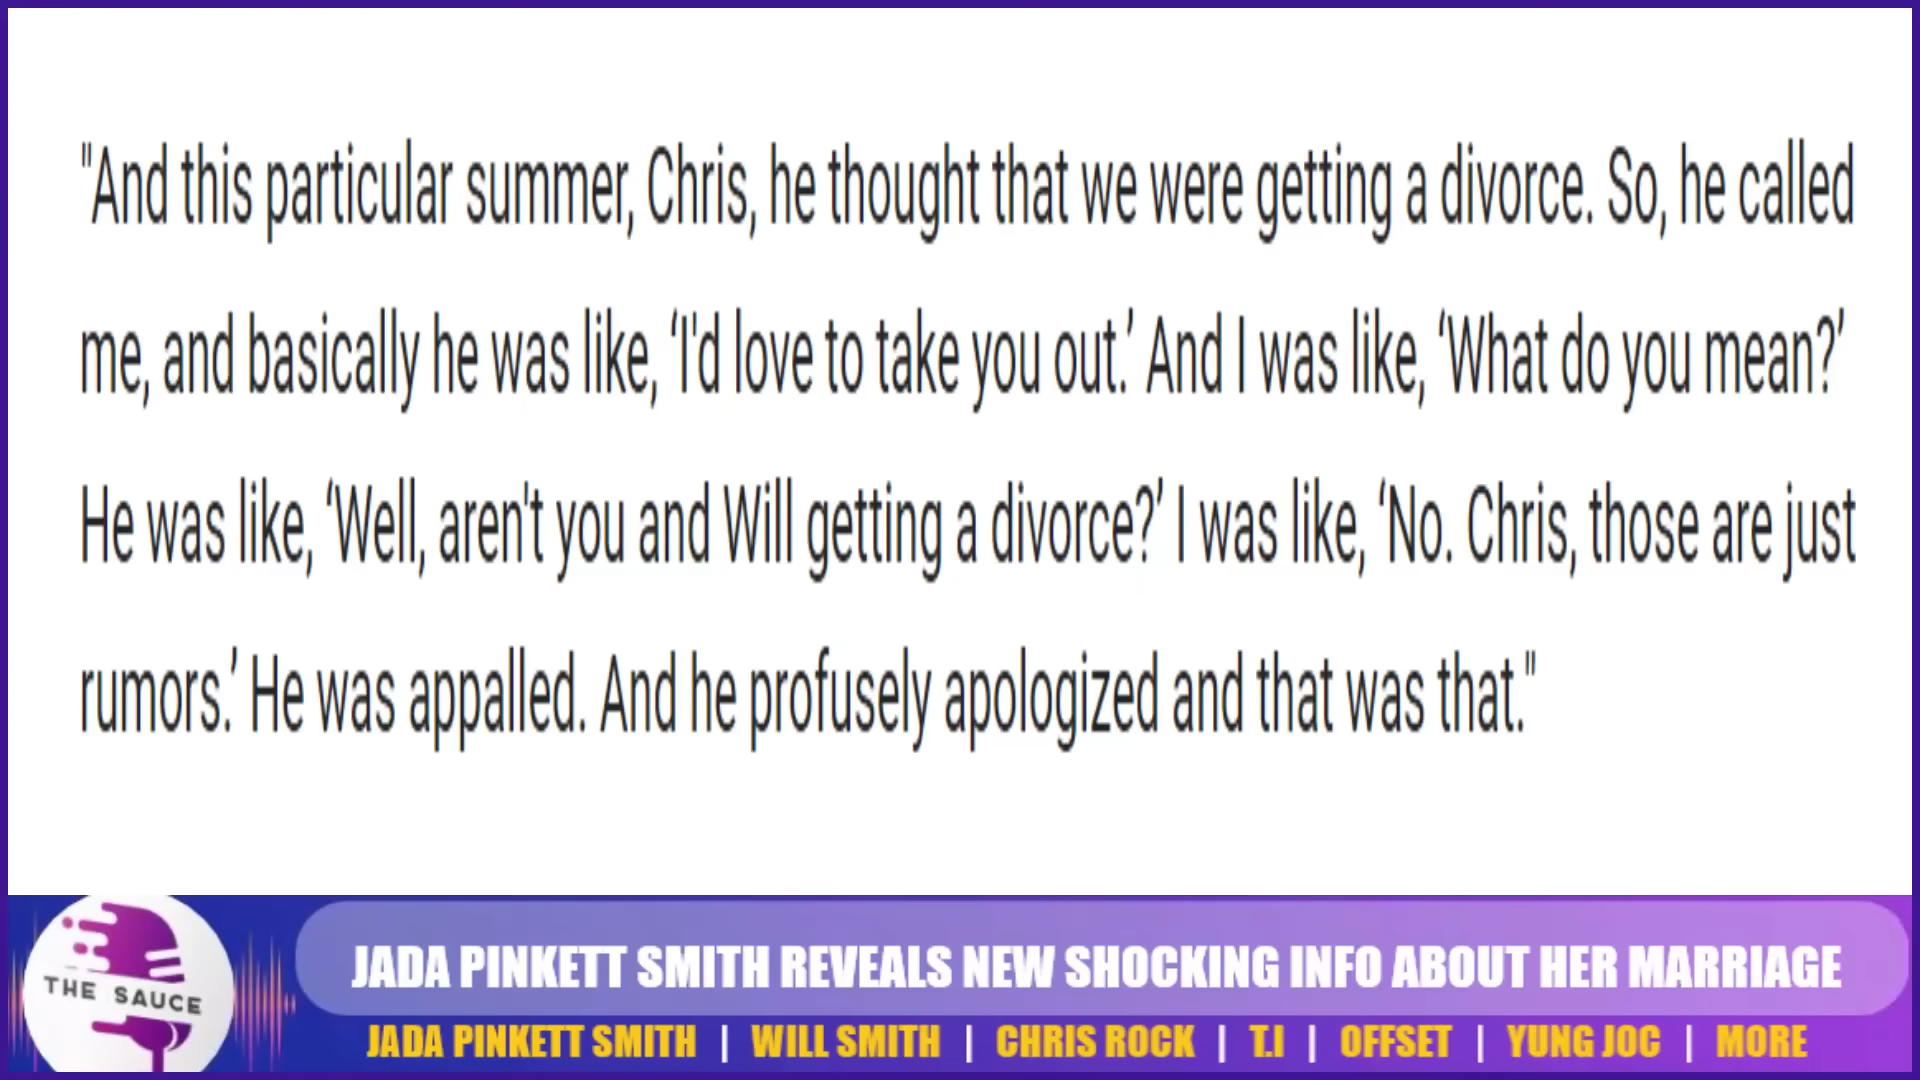 "And this particular summer, Chris, he thought that we were getting a divorce. So, he called
me, and basically he was like, ‘I'd love to take you out.’ And I was like, ‘What do you mean?’
He was like, ‘Well, aren't you and Will getting a divorce?’ I was like, ‘No. Chris, those are just
rumors.’ He was appalled. And he profusely apologized and that was that."
THE SAUCE
JADA PINKETT SMITH REVEALS NEW SHOCKING INFO ABOUT HER MARRIAGE
JADA PINKETT SMITH | WILL SMITH | CHRIS ROCK | T.I | OFFSET | YUNG JOC | MORE